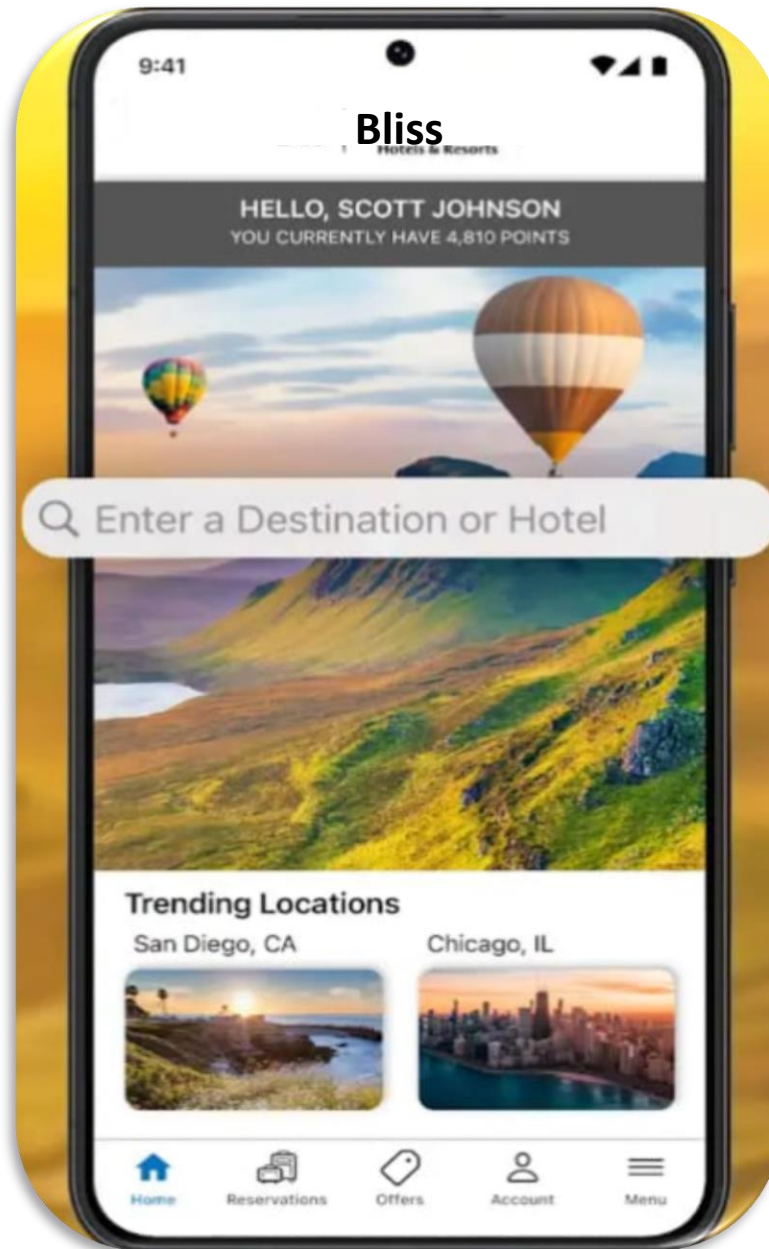 9:41
Bliss
Hotels & Resorts
HELLO, SCOTT JOHNSON
YOU CURRENTLY HAVE 4,810 POINTS
Enter a Destination or Hotel
Trending Locations
San Diego, CA Chicago, IL
Home Reservations Offers Account Menu